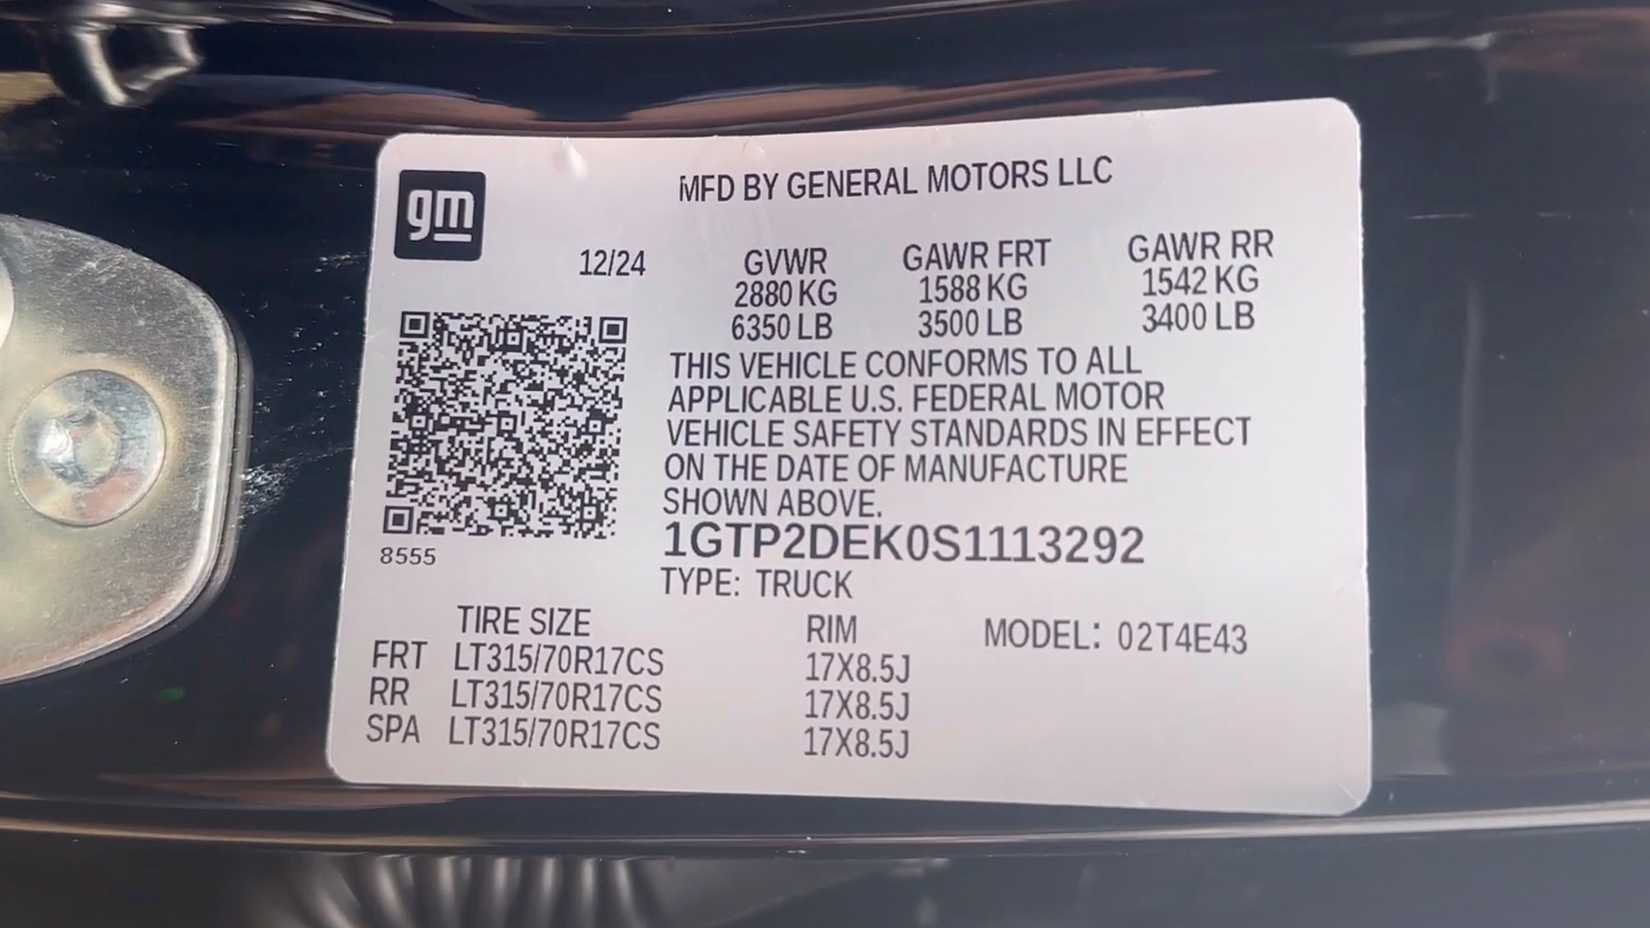 gm
MFD BY GENERAL MOTORS LLC
12/24 GVWR GAWR FRT GAWR RR
2880 KG 1588 KG 1542 KG
6350 LB 3500 LB 3400 LB
THIS VEHICLE CONFORMS TO ALL
APPLICABLE U.S. FEDERAL MOTOR
VEHICLE SAFETY STANDARDS IN EFFECT
ON THE DATE OF MANUFACTURE
SHOWN ABOVE.
8555
1GTP2DEK0S1113292
TYPE: TRUCK
TIRE SIZE RIM MODEL: 02T4E43
FRT LT315/70R17CS 17X8.5J
RR LT315/70R17CS 17X8.5J
SPA LT315/70R17CS 17X8.5J